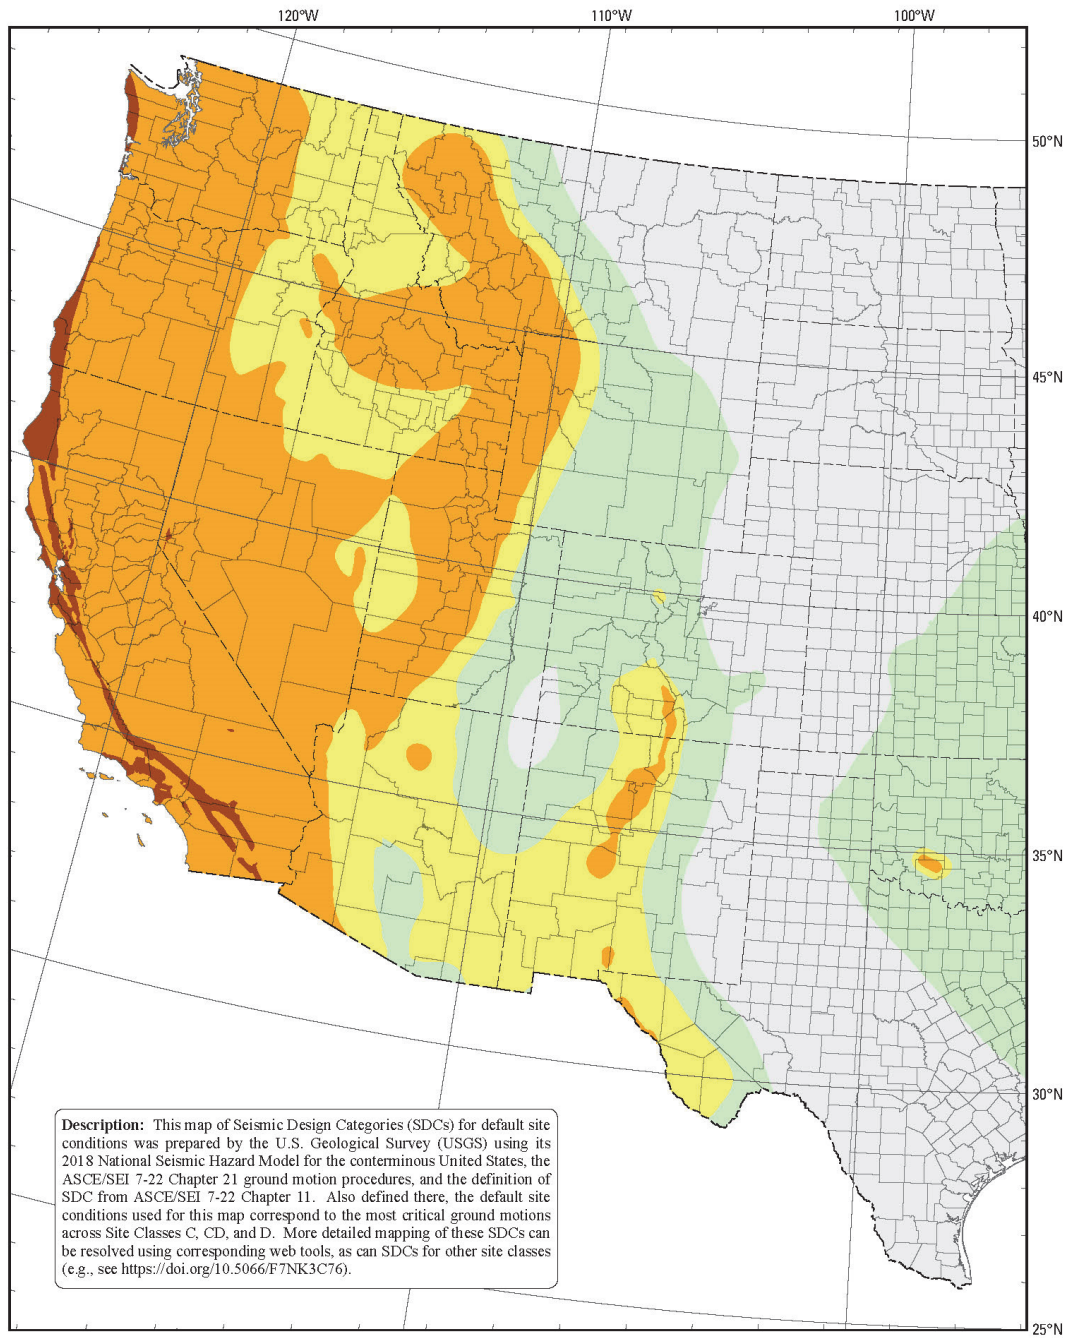 120°W 110°W 100°W
50°N
45°N
40°N
35°N
30°N
Description: This map of Seismic Design Categories (SDCs) for default site
conditions was prepared by the U.S. Geological Survey (USGS) using its
2018 National Seismic Hazard Model for the conterminous United States, the
ASCE/SEI 7-22 Chapter 21 ground motion procedures, and the definition of
SDC from ASCE/SEI 7-22 Chapter 11. Also defined there, the default site
conditions used for this map correspond to the most critical ground motions
across Site Classes C, CD, and D. More detailed mapping of these SDCs can
be resolved using corresponding web tools, as can SDCs for other site classes
(e.g., see https://doi.org/10.5066/F7NK3C76).
25°N